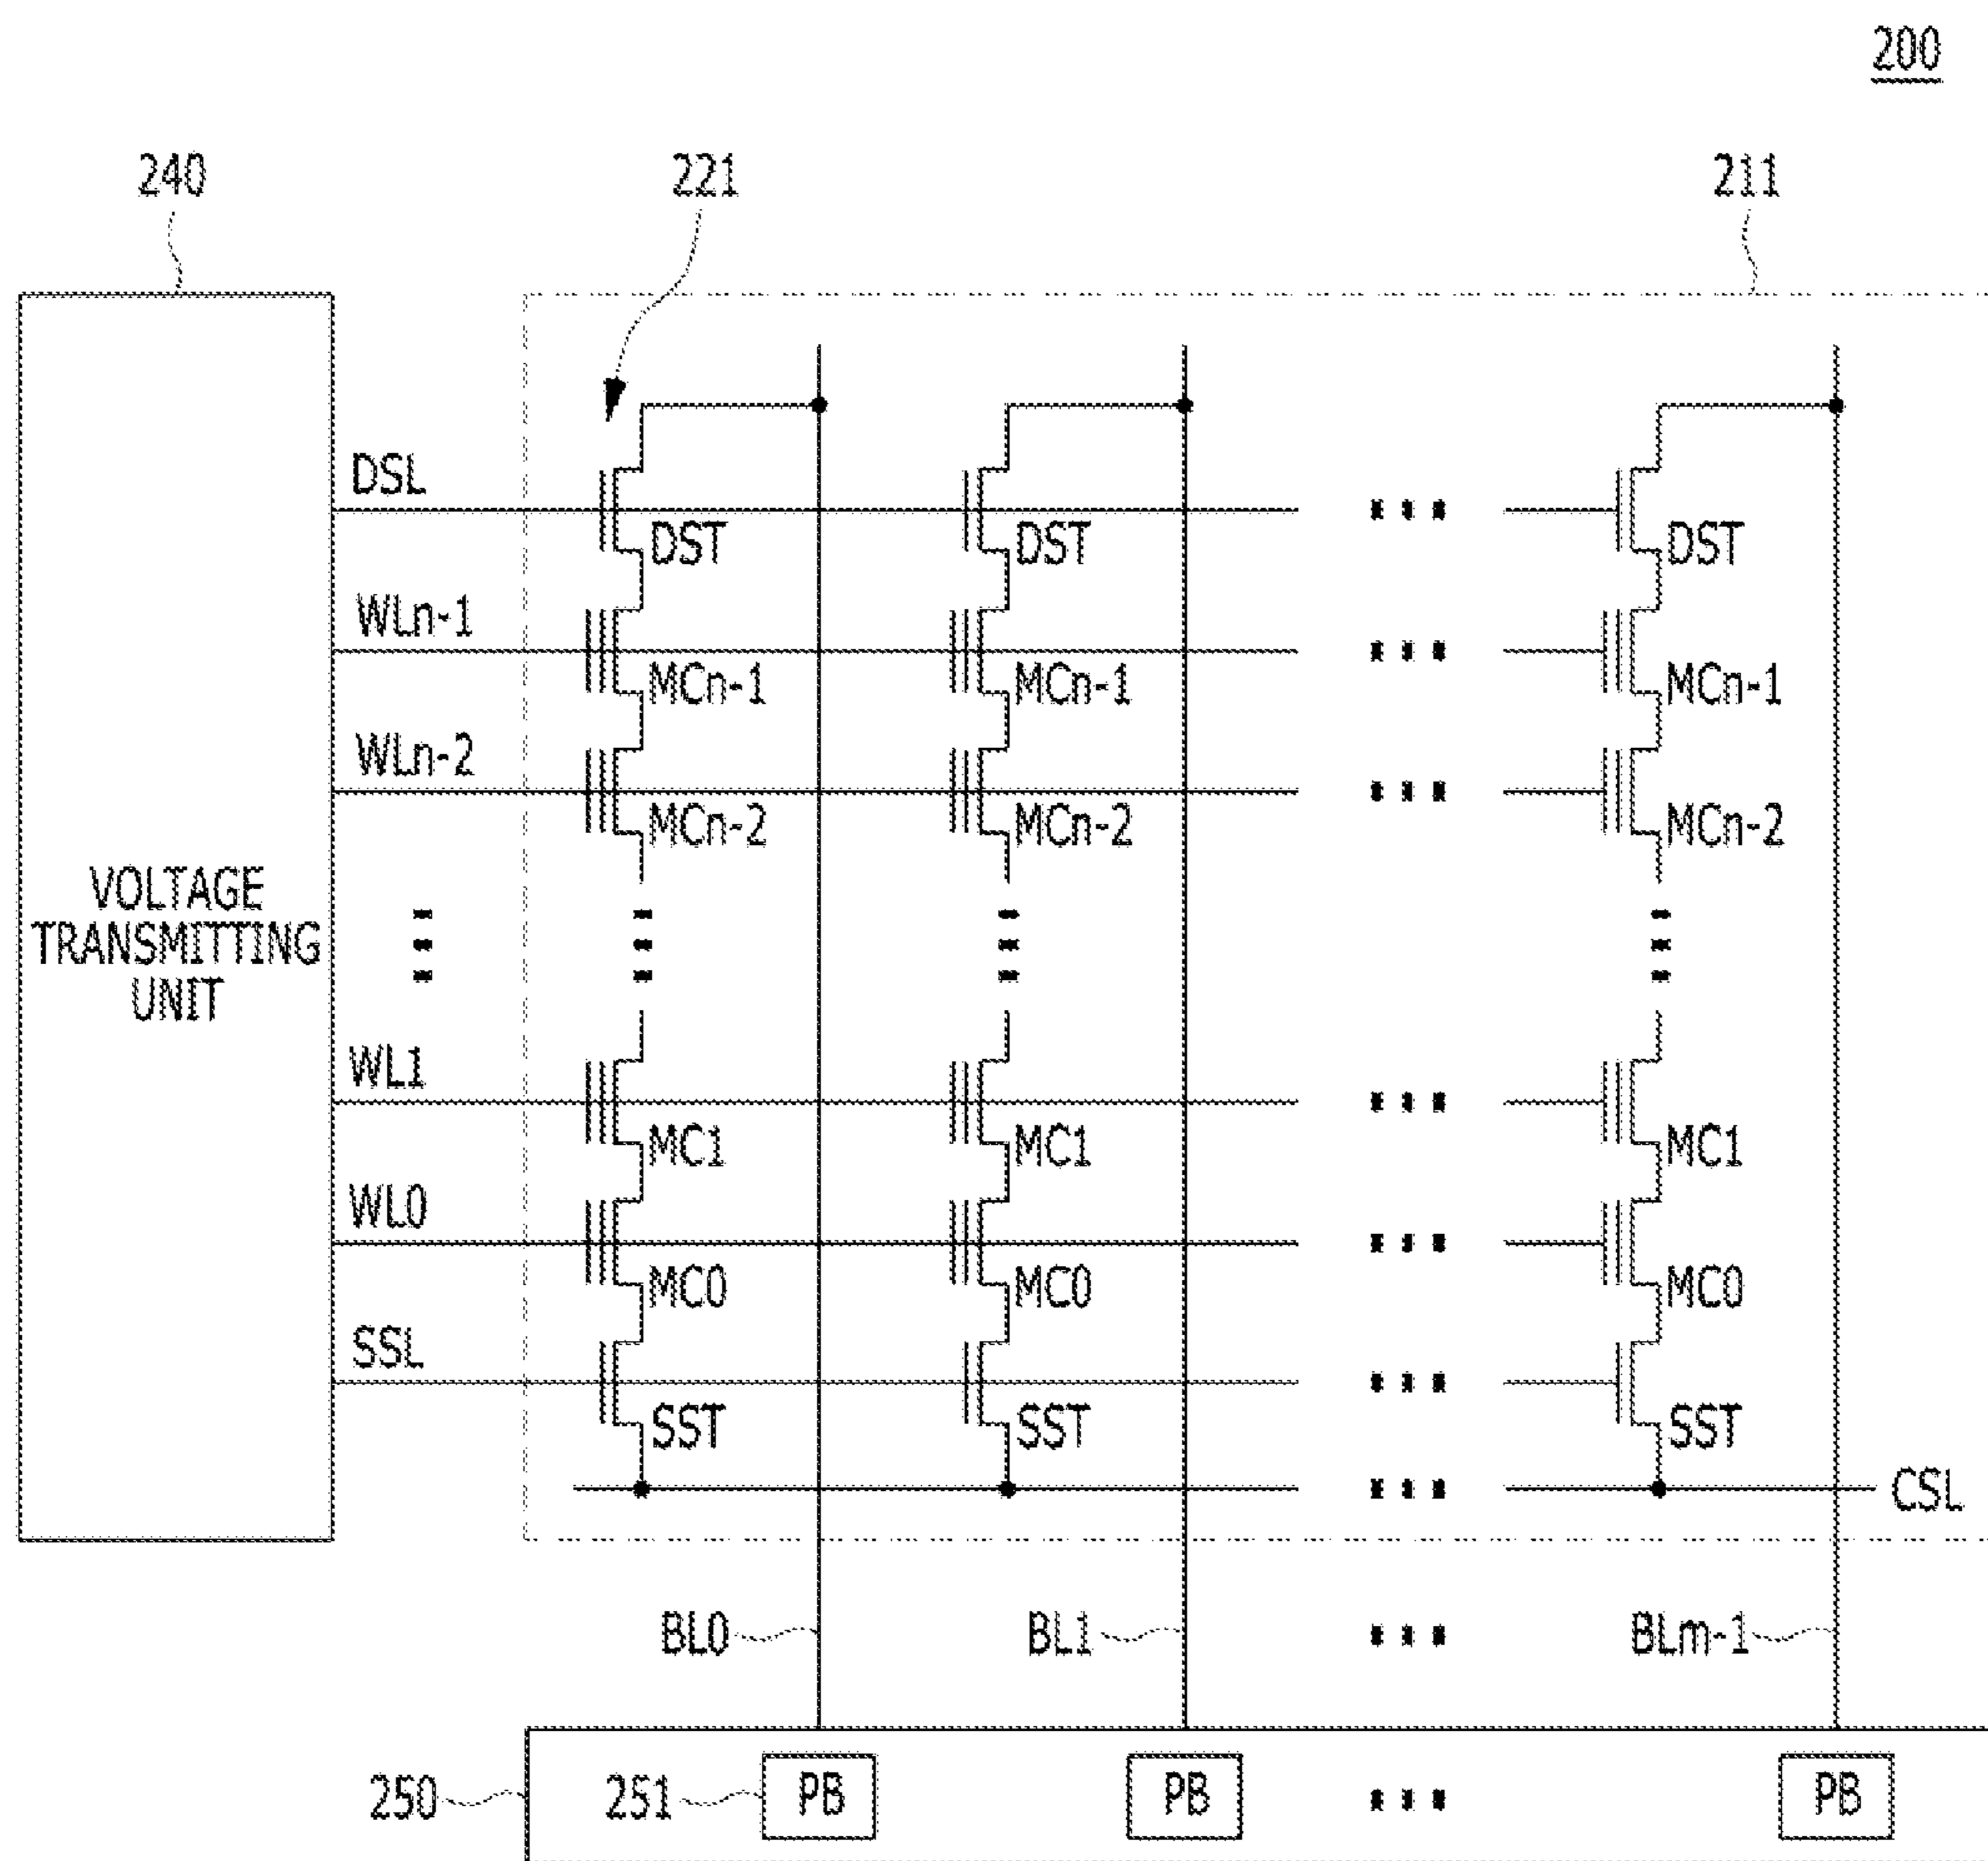 200
240
221
211
DSL
DST DST DST
WLn-1
MCn-1 MCn-1 MCn-1
WLn-2
MCn-2 MCn-2 MCn-2
VOLTAGE
TRANSMITTING
UNIT
WL1
MC1 MC1 MC1
WL0
MC0 MC0 MC0
SSL
SST SST SST
CSL
BL0 BL1 BLm-1
250 251 PB PB PB